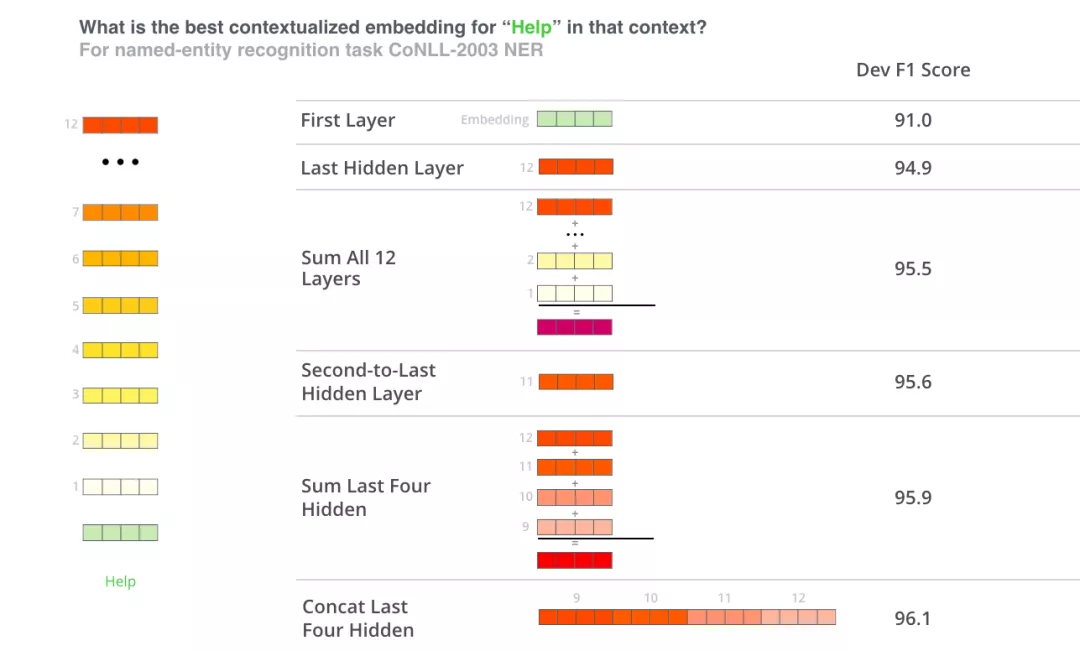 What is the best contextualized embedding for “Help” in that context?
For named-entity recognition task CoNLL-2003 NER
Dev F1 Score
12
• • •
7
6
5
4
3
2
1
Help
First Layer
Embedding
91.0
Last Hidden Layer
12
94.9
Sum All 12
Layers
12
+
...
+
2
+
1
=
95.5
Second-to-Last
Hidden Layer
11
95.6
Sum Last Four
Hidden
12
+
11
+
10
+
9
=
95.9
Concat Last
Four Hidden
9 10 11 12
96.1